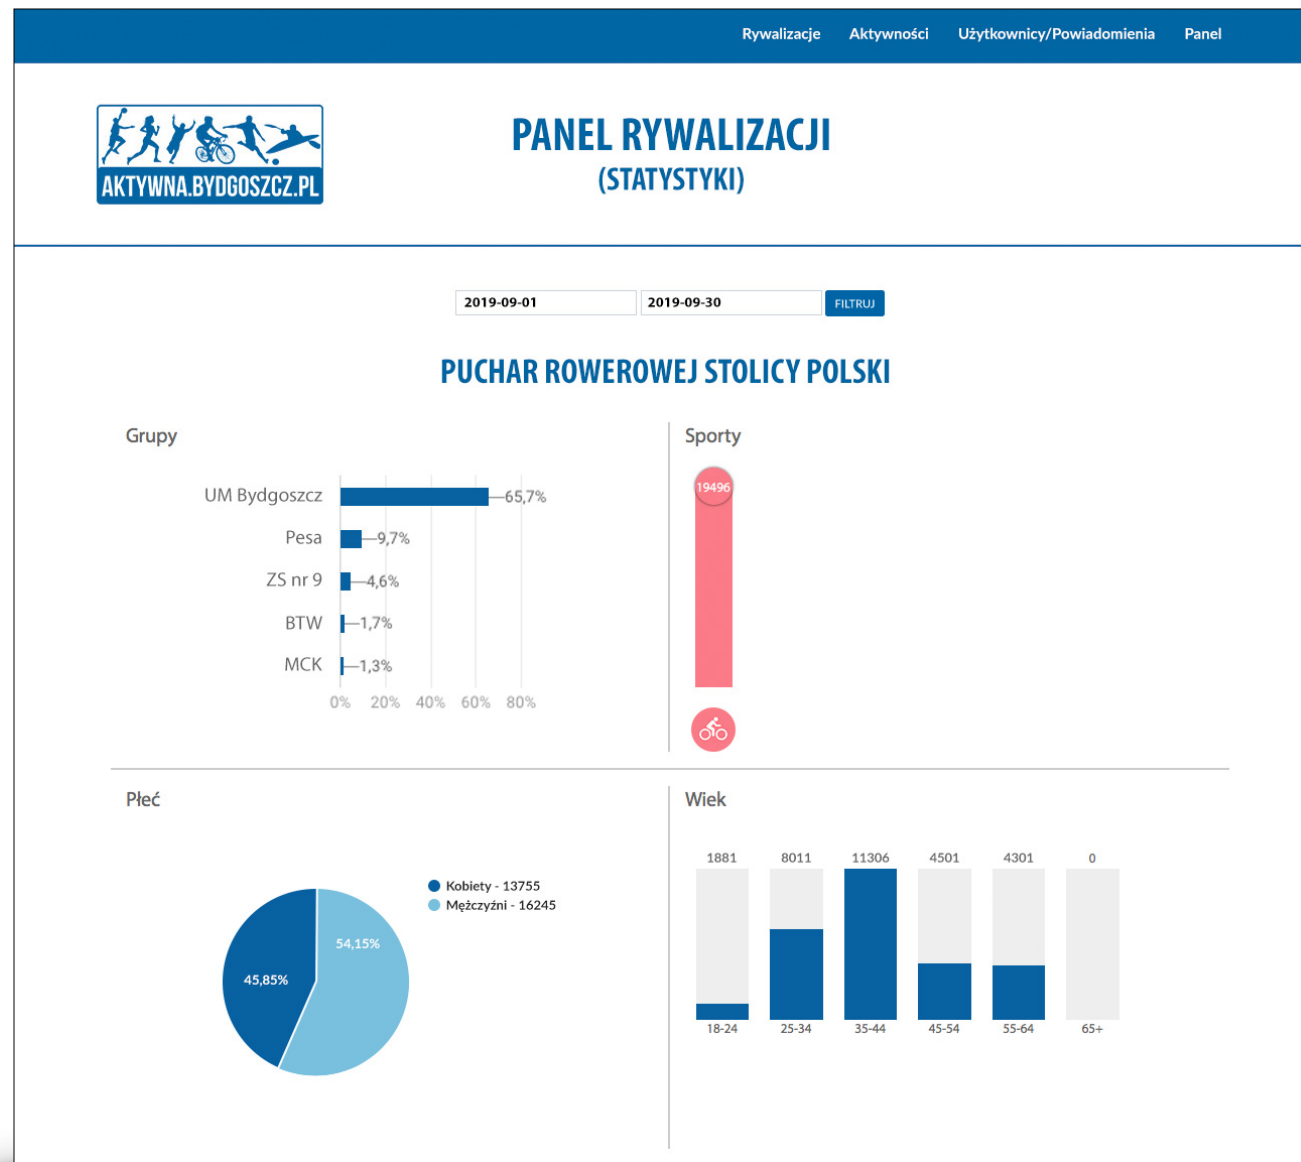 Rywalizacje Aktywności Użytkownicy/Powiadomienia Panel
AKTYWNA.BYDGOSZCZ.PL
PANEL RYWALIZACJI
(STATYSTYKI)
2019-09-01 2019-09-30 FILTRUJ
PUCHAR ROWEROWEJ STOLICY POLSKI
Grupy
UM Bydgoszcz 65,7%
Pesa 9,7%
ZS nr 9 4,6%
BTW 1,7%
MCK 1,3%
0% 20% 40% 60% 80%
Sporty
19496
Płeć
Kobiety - 13755
Mężczyźni - 16245
54,15%
45,85%
Wiek
1881 8011 11306 4501 4301 0
18-24 25-34 35-44 45-54 55-64 65+